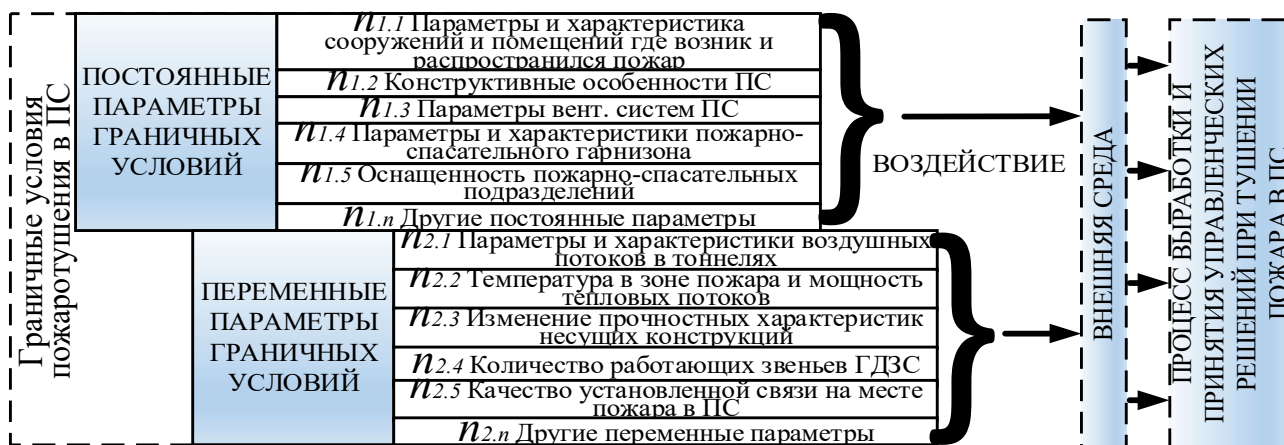 Граничные условия
пожаротушения в ПС
ПОСТОЯННЫЕ
ПАРАМЕТРЫ
ГРАНИЧНЫХ
УСЛОВИЙ
n1.1 Параметры и характеристика
сооружений и помещений где возник и
распространился пожар
n1.2 Конструктивные особенности ПС
n1.3 Параметры вент. систем ПС
n1.4 Параметры и характеристики пожарно-
спасательного гарнизона
n1.5 Оснащенность пожарно-спасательных
подразделений
n1.n Другие постоянные параметры
ПЕРЕМЕННЫЕ
ПАРАМЕТРЫ
ГРАНИЧНЫХ
УСЛОВИЙ
n2.1 Параметры и характеристики воздушных
потоков в тоннелях
n2.2 Температура в зоне пожара и мощность
тепловых потоков
n2.3 Изменение прочностных характеристик
несущих конструкций
n2.4 Количество работающих звеньев ГДЗС
n2.5 Качество установленной связи на месте
пожара в ПС
n2.n Другие переменные параметры
ВОЗДЕЙСТВИЕ
ВНЕШНЯЯ СРЕДА
ПРОЦЕСС ВЫРАБОТКИ И
ПРИНЯТИЯ УПРАВЛЕНЧЕСКИХ
РЕШЕНИЙ ПРИ ТУШЕНИИ
ПОЖАРА В ПС